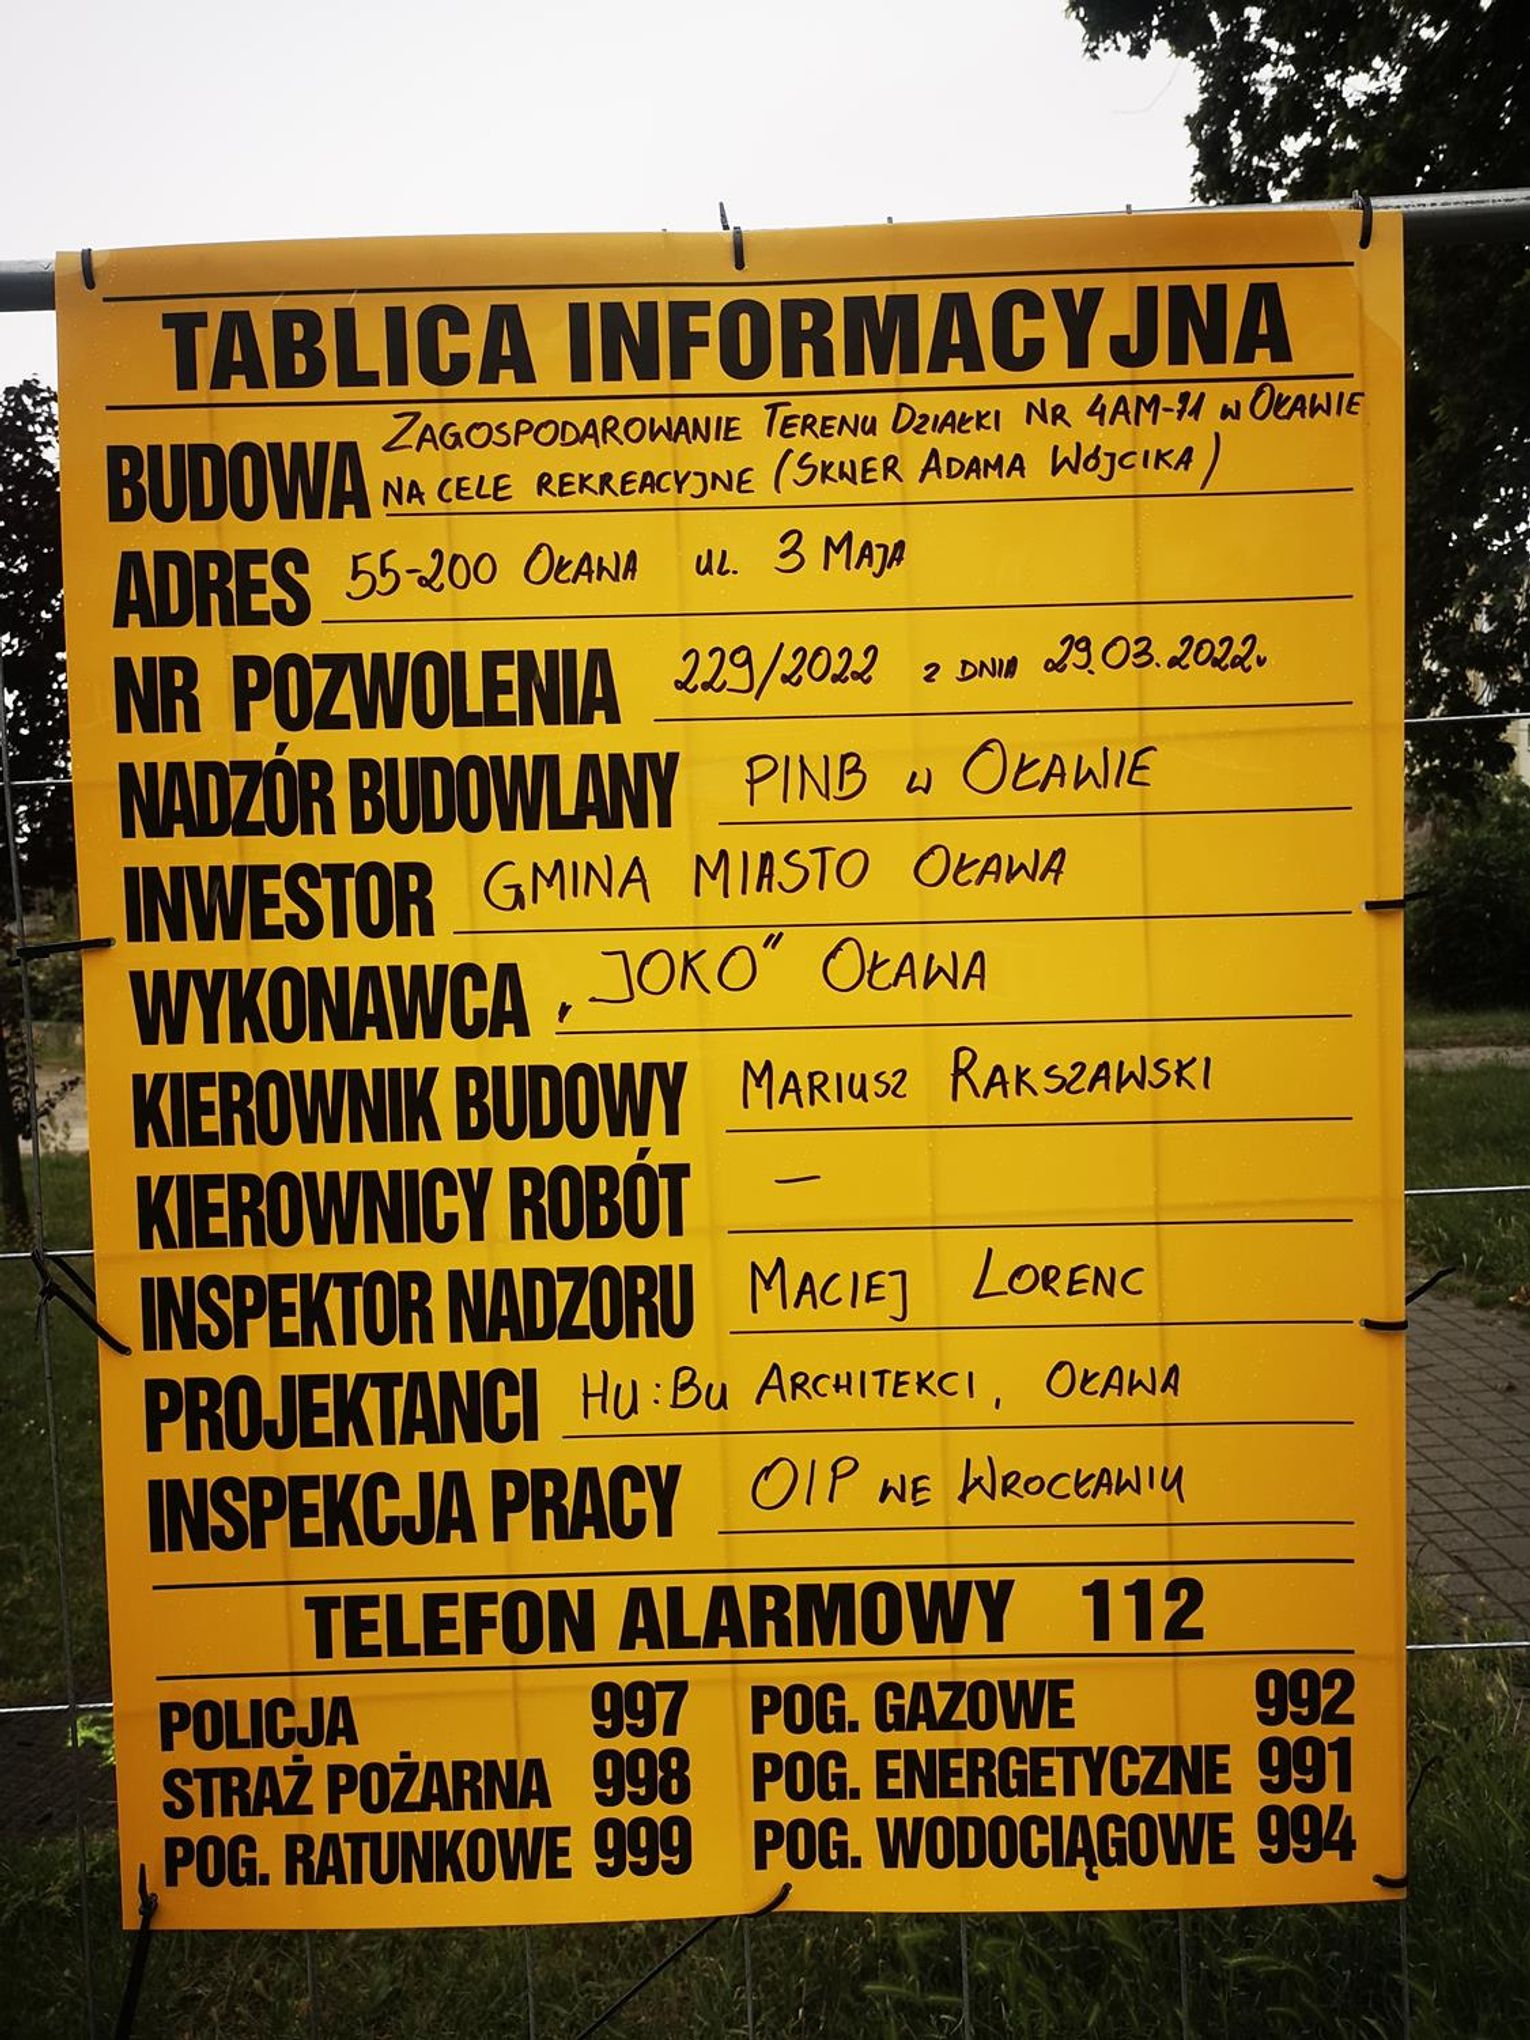 TABLICA INFORMACYJNA
BUDOWA ZAGOSPODAROWANIE TERENU DZIAŁKI NR 4AM-71 W OŁAWIE
NA CELE REKREACYJNE (SKWER ADAMA WÓJCIKA)
ADRES 55-200 OŁAWA UL. 3 MAJA
NR POZWOLENIA 229/2022 Z DNIA 29.03.2022r
NADZÓR BUDOWLANY PINB W OŁAWIE
INWESTOR GMINA MIASTO OŁAWA
WYKONAWCA „JOKO" OŁAWA
KIEROWNIK BUDOWY MARIUSZ RAKSZAWSKI
KIEROWNICY ROBÓT –
INSPEKTOR NADZORU MACIEJ LORENC
PROJEKTANCI HU:BU ARCHITEKCI, OŁAWA
INSPEKCJA PRACY OIP WE WROCŁAWIU
TELEFON ALARMOWY 112
POLICJA 997 POG. GAZOWE 992
STRAŻ POŻARNA 998 POG. ENERGETYCZNE 991
POG. RATUNKOWE 999 POG. WODOCIĄGOWE 994